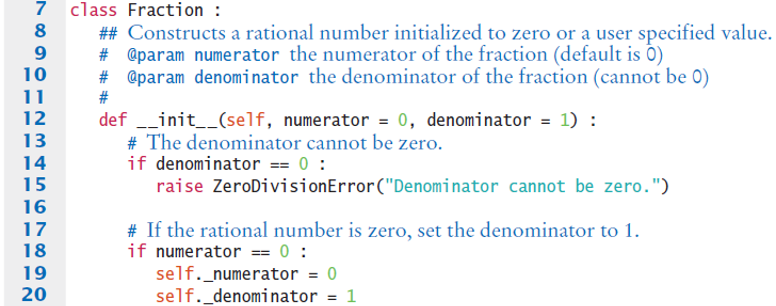 7 class Fraction :
8 ## Constructs a rational number initialized to zero or a user specified value.
9 # @param numerator the numerator of the fraction (default is 0)
10 # @param denominator the denominator of the fraction (cannot be 0)
11 #
12 def __init__(self, numerator = 0, denominator = 1) :
13 # The denominator cannot be zero.
14 if denominator == 0 :
15 raise ZeroDivisionError("Denominator cannot be zero.")
16
17 # If the rational number is zero, set the denominator to 1.
18 if numerator == 0 :
19 self._numerator = 0
20 self._denominator = 1